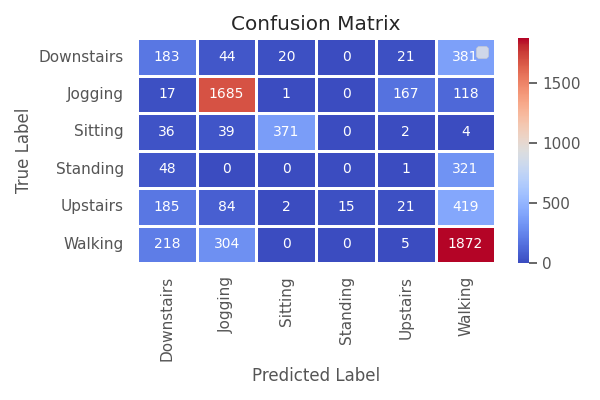 Confusion Matrix
True Label
Downstairs 183 44 20 0 21 381
Jogging 17 1685 1 0 167 118
Sitting 36 39 371 0 2 4
Standing 48 0 0 0 1 321
Upstairs 185 84 2 15 21 419
Walking 218 304 0 0 5 1872
Downstairs Jogging Sitting Standing Upstairs Walking
Predicted Label
1500
1000
500
0